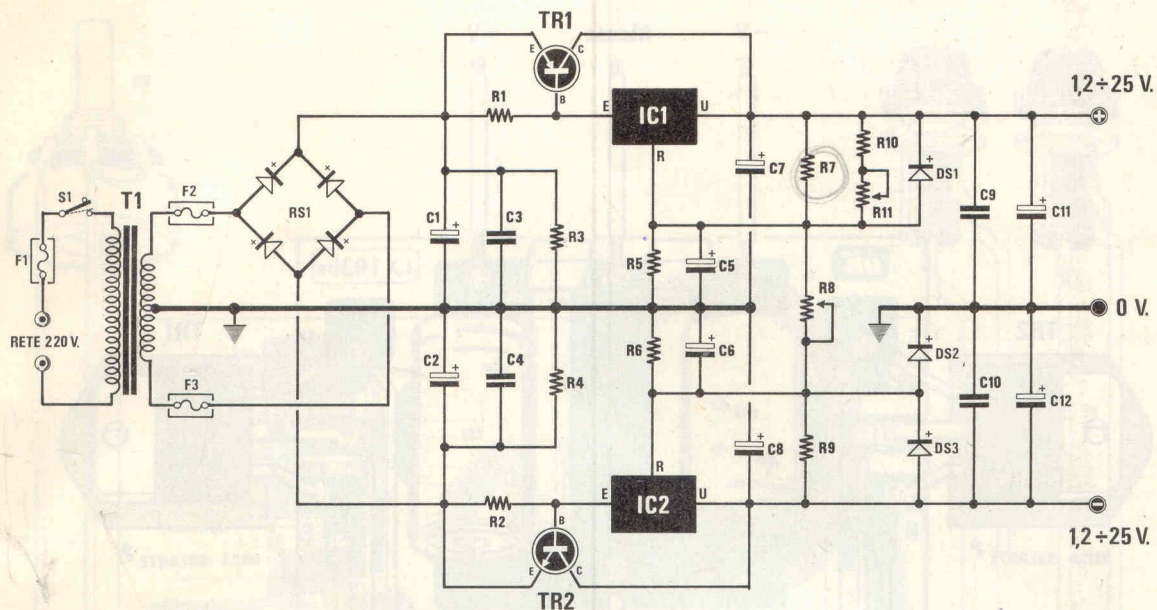 TR1
E
C
B
1,2÷25 V.
R1
E
IC1
U
R
R10
C7
R7
R11
DS1
S1
T1
F2
F1
RS1
C1
C3
R3
C9
C11
R5
C5
R8
0 V.
RETE 220 V.
R6
C6
C2
C4
R4
DS2
C10
C12
F3
C8
R9
DS3
R
R2
E
IC2
U
B
E
C
TR2
1,2÷25 V.